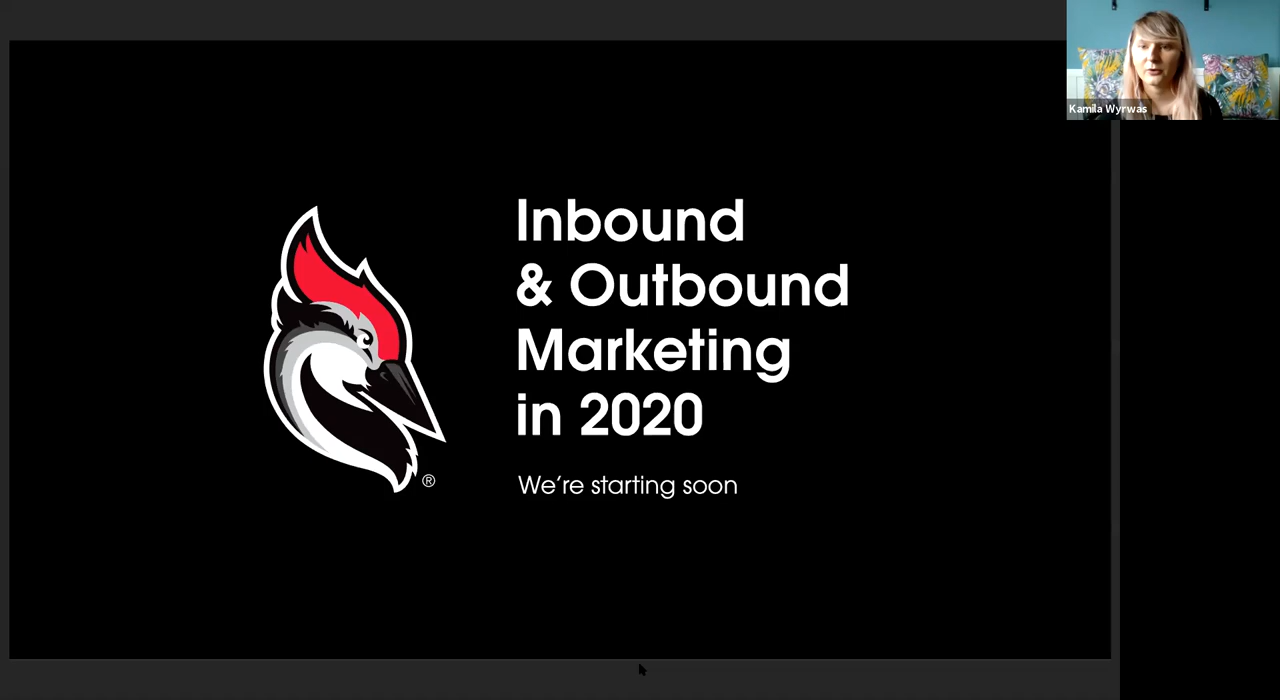 Kamila Wyrwas
Inbound
& Outbound
Marketing
in 2020
We’re starting soon
®